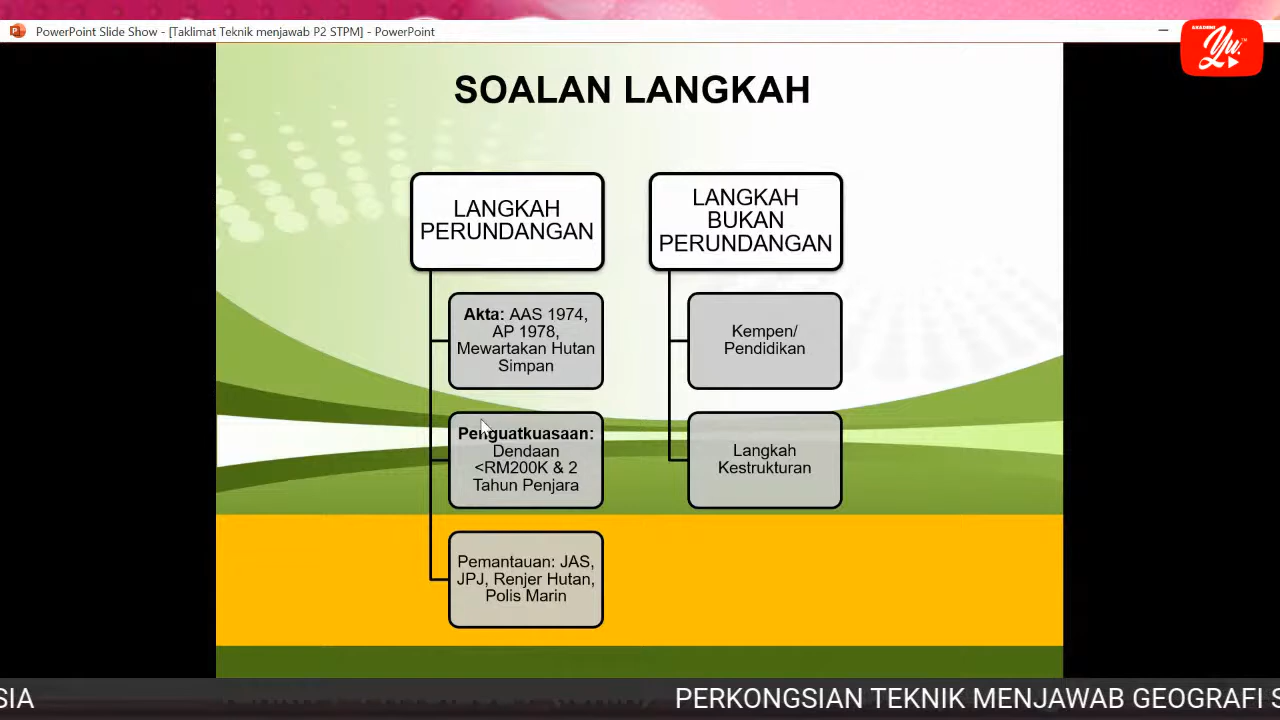 PowerPoint Slide Show - [Taklimat Teknik menjawab P2 STPM] - PowerPoint
AKADEMI
Yu
SOALAN LANGKAH
LANGKAH
PERUNDANGAN
Akta: AAS 1974,
AP 1978,
Mewartakan Hutan
Simpan
Penguatkuasaan:
Dendaan
<RM200K & 2
Tahun Penjara
Pemantauan: JAS,
JPJ, Renjer Hutan,
Polis Marin
LANGKAH
BUKAN
PERUNDANGAN
Kempen/
Pendidikan
Langkah
Kestrukturan
SIA
PERKONGSIAN TEKNIK MENJAWAB GEOGRAFI S